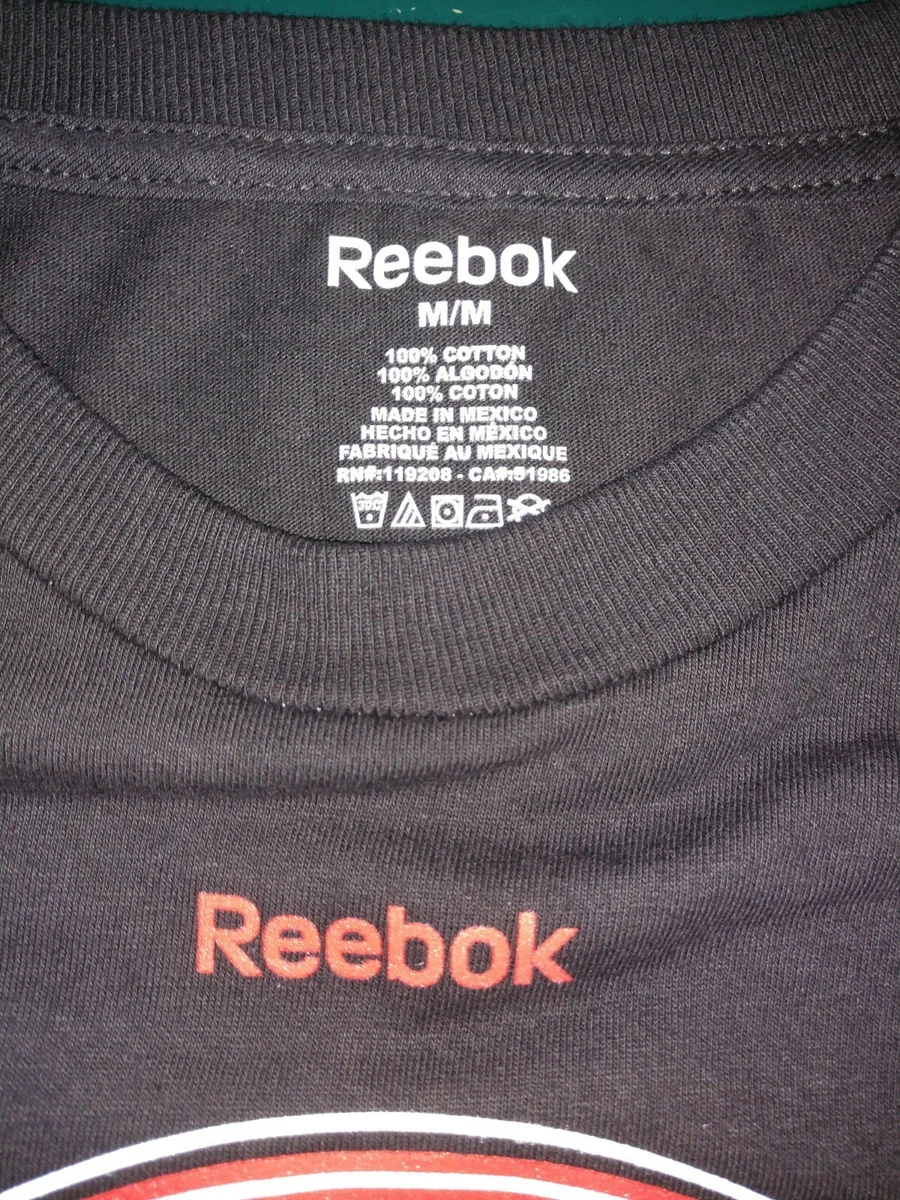 Reebok
M/M
100% COTTON
100% ALGODÓN
100% COTON
MADE IN MEXICO
HECHO EN MÉXICO
FABRIQUÉ AU MEXIQUE
RN#:119208 - CA#:51986
30°C
Reebok